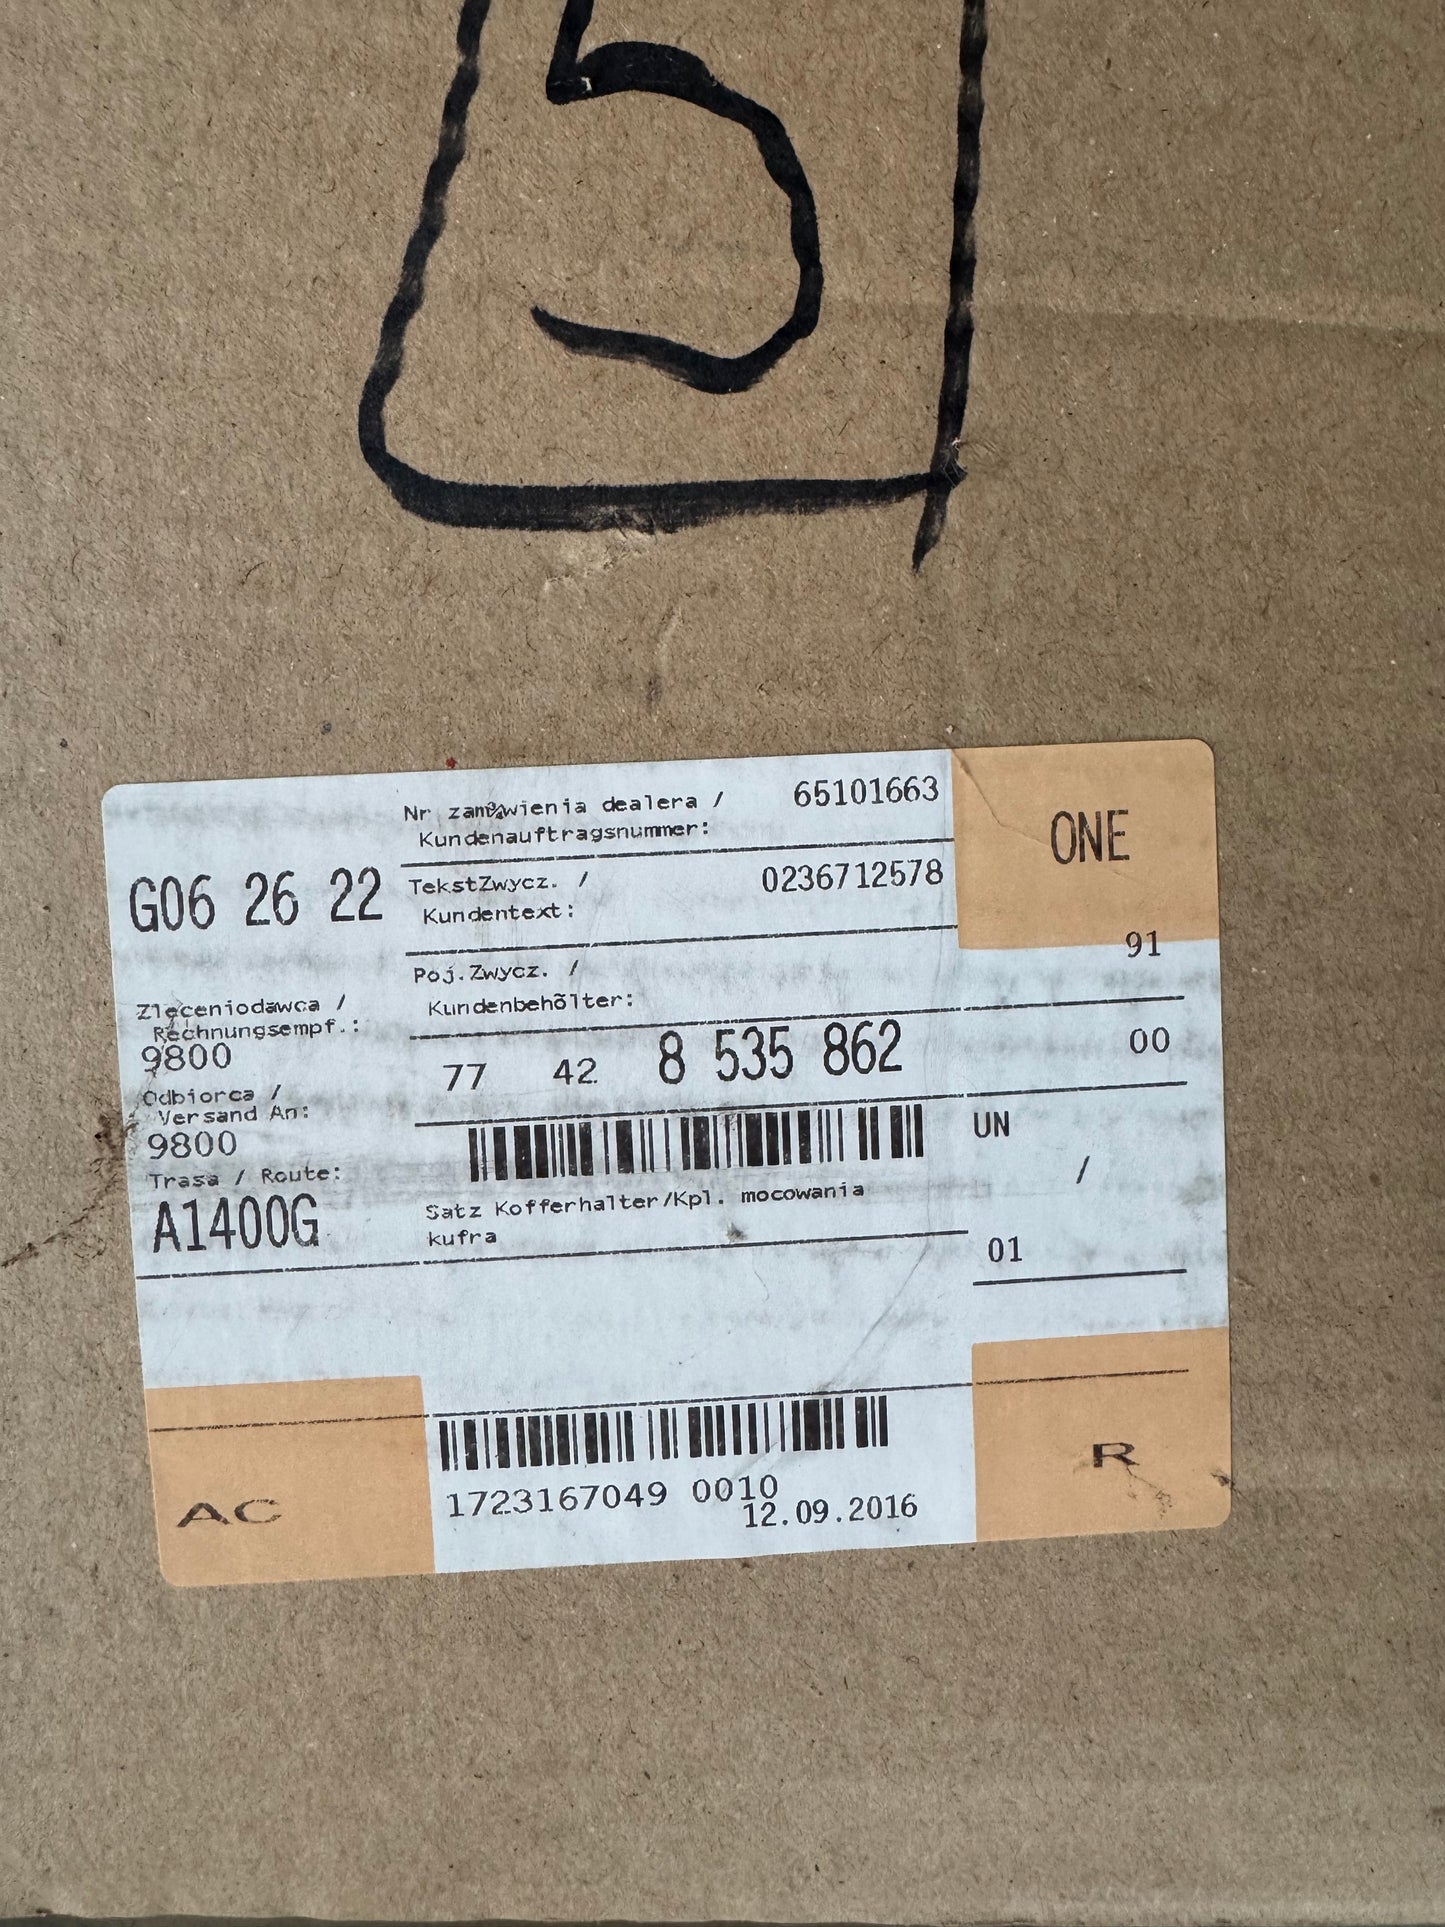 5
Nr zamówienia dealera / 65101663
Kundenauftragsnummer:
ONE
G06 26 22
TekstZwycz. / 0236712578
Kundentext:
91
Poj.Zwycz. /
Kundenbehõlter:
Zleceniodawca /
Rechnungsempf.:
9800
77 42 8 535 862 00
Odbiorca /
Versand An:
9800
UN
/
Trasa / Route:
A1400G
Satz Kofferhalter/Kpl. mocowania
kufra
01
AC
1723167049 0010
12.09.2016
R